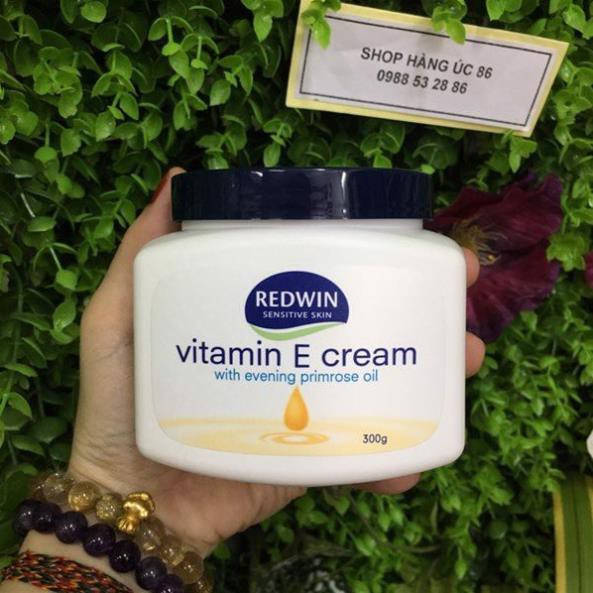 SHOP HÀNG ÚC 86
0988 53 28 86
REDWIN
SENSITIVE SKIN
vitamin E cream
with evening primrose oil
300g